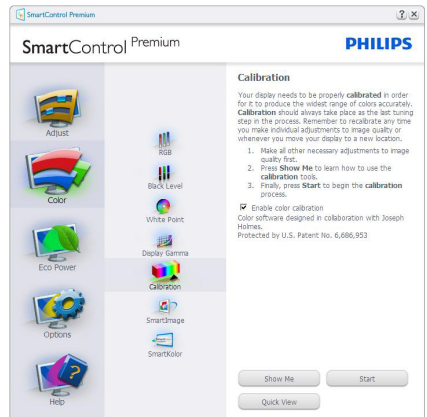 SmartControl Premium
SmartControl Premium
PHILIPS
Adjust
Color
Eco Power
Options
Help
RGB
Black Level
White Point
Display Gamma
Calibration
SmartImage
SmartKolor
Calibration
Your display needs to be properly calibrated in order
for it to produce the widest range of colors accurately.
Calibration should always take place as the last tuning
step in the process. Remember to recalibrate any time
you make individual adjustments to image quality or
whenever you move your display to a new location.
1. Make all other necessary adjustments to image
quality first.
2. Press Show Me to learn how to use the
calibration tools.
3. Finally, press Start to begin the calibration
process.
Enable color calibration
Color software designed in collaboration with Joseph
Holmes.
Protected by U.S. Patent No. 6,686,953
Show Me
Start
Quick View